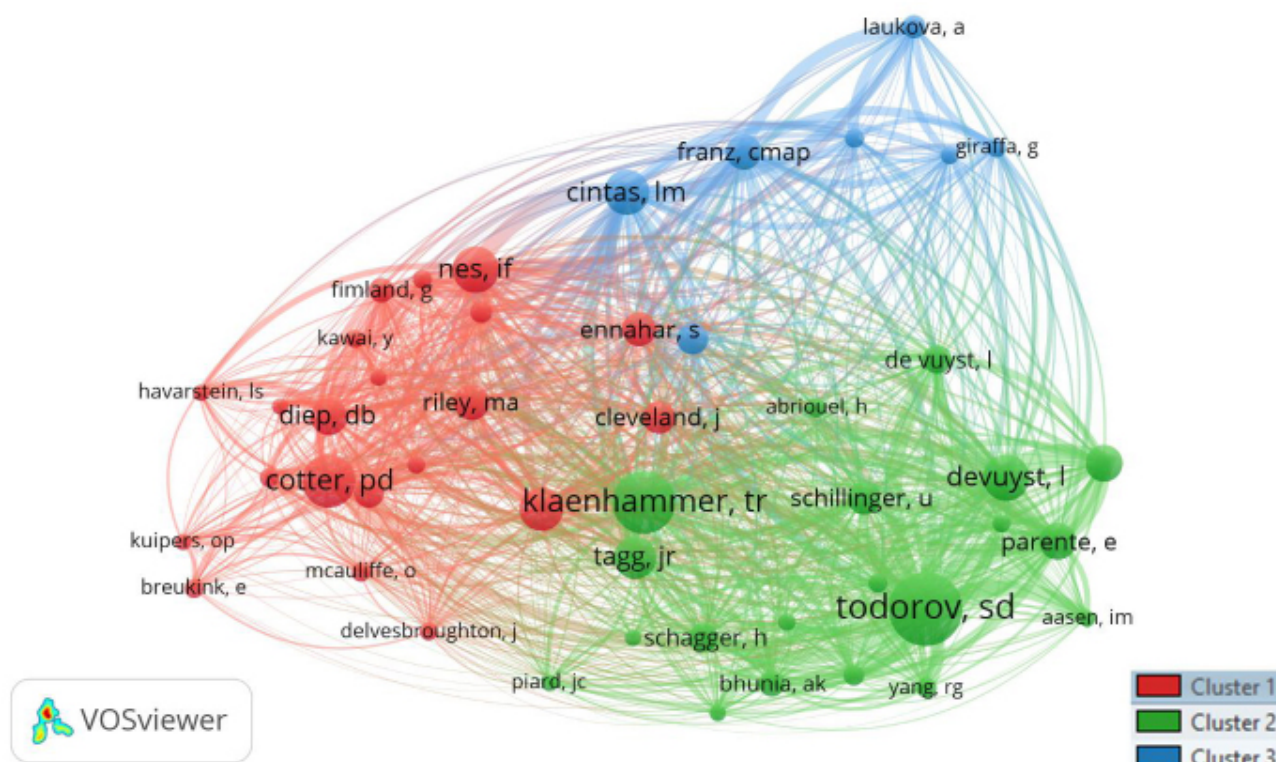 laukova, a
giraffa, g
franz, cmap
cintas, lm
nes, if
fimland, g
ennahar, s
kawai, y
de vuyst, l
havarstein, ls
riley, ma
abriouel, h
diep, db
cleveland, j
cotter, pd
devuyst, l
klaenhammer, tr
schillinger, u
kuipers, op
parente, e
tagg, jr
mcauliffe, o
breukink, e
todorov, sd
aasen, im
delvesbroughton, j
schagger, h
piard, jc
bhunia, ak
yang, rg
Cluster 1
Cluster 2
Cluster 3
VOSviewer